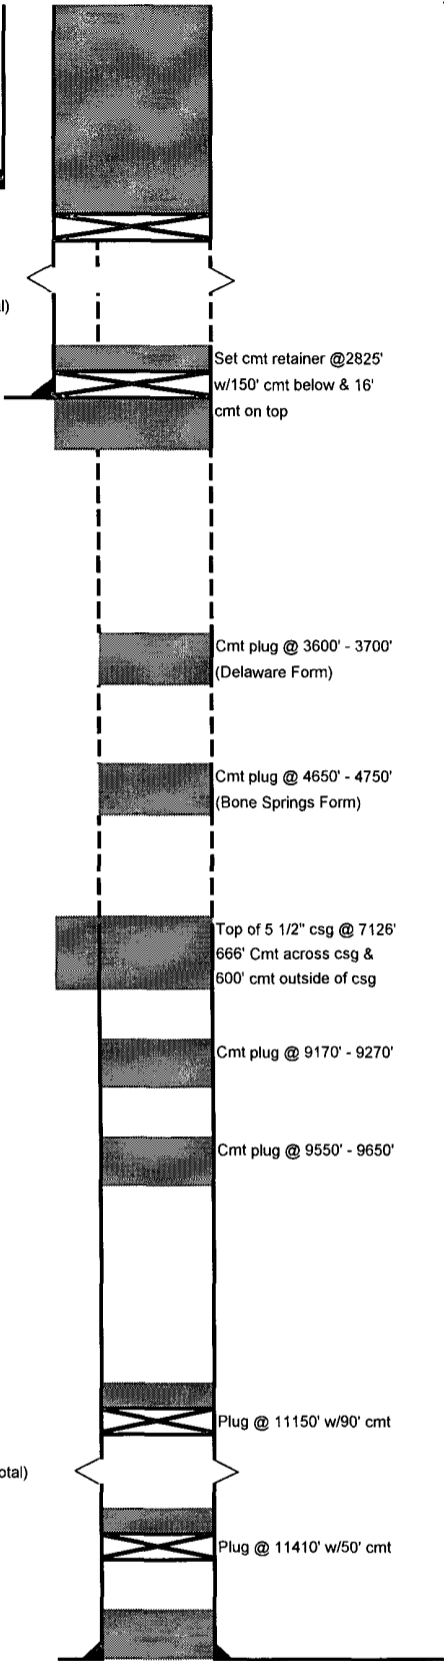 al)
Set cmt retainer @2825'
w/150' cmt below & 16'
cmt on top
Cmt plug @ 3600' - 3700'
(Delaware Form)
Cmt plug @ 4650' - 4750'
(Bone Springs Form)
Top of 5 1/2" csg @ 7126'
666' Cmt across csg &
600' cmt outside of csg
Cmt plug @ 9170' - 9270'
Cmt plug @ 9550' - 9650'
Plug @ 11150' w/90' cmt
otal)
Plug @ 11410' w/50' cmt